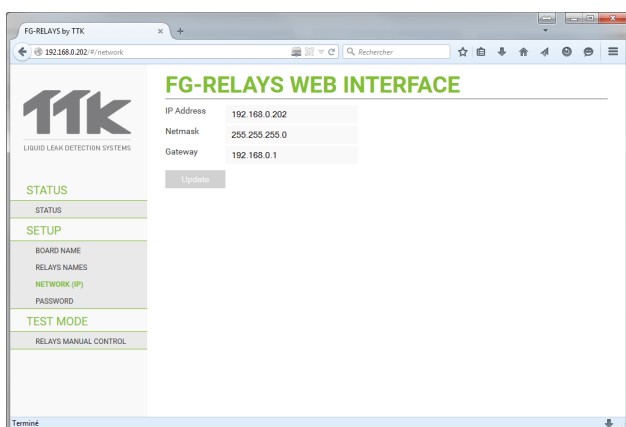 FG-RELAYS by TTK
192.168.0.202/#/network
Rechercher
TTK
LIQUID LEAK DETECTION SYSTEMS
STATUS
STATUS
SETUP
BOARD NAME
RELAYS NAMES
NETWORK (IP)
PASSWORD
TEST MODE
RELAYS MANUAL CONTROL
FG-RELAYS WEB INTERFACE
IP Address 192.168.0.202
Netmask 255.255.255.0
Gateway 192.168.0.1
Update
Terminé